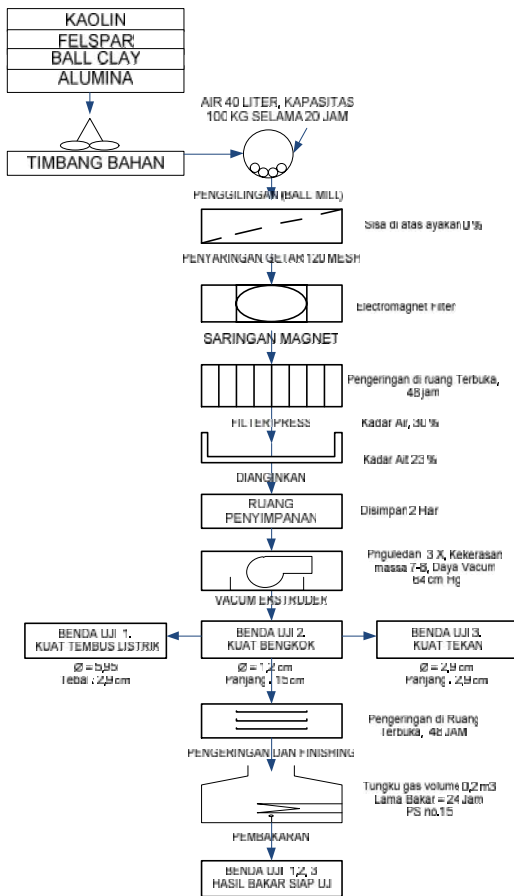 KAOLIN
FELSPAR
BALL CLAY
ALUMINA
AIR 40 LITER, KAPASITAS
100 KG SELAMA 20 JAM
TIMBANG BAHAN
PENGGILINGAN (BALL MILL)
Sisa di atas ayakan 0 %
PENYARINGAN GETAR 120 MESH
Electromagnet Filter
SARINGAN MAGNET
Pengeringan di ruang Terbuka,
48 jam
FILTER PRESS
Kadar Air, 30 %
Kadar Ait 23 %
DIANGINKAN
RUANG
PENYIMPANAN
Disimpan 2 Har
Pnguledan 3 X, Kekerasan
massa 7-8, Daya Vacum
64 cm Hg
VACUM EKSTRUDER
BENDA UJI 1.
KUAT TEMBUS LISTRIK
BENDA UJI 2.
KUAT BENGKOK
BENDA UJI 3.
KUAT TEKAN
Ø = 5,95
Tebal : 2,9 cm
Ø = 1,2 cm
Panjang : 15 cm
Ø = 2,9 cm
Panjang : 2,9 cm
Pengeringan di Ruang
Terbuka, 48 JAM
PENGERINGAN DAN FINISHING
Tungku gas volume 0,2 m3
Lama Bakar = 24 Jam
PS no.15
PEMBAKARAN
BENDA UJI 1,2, 3
HASIL BAKAR SIAP UJI